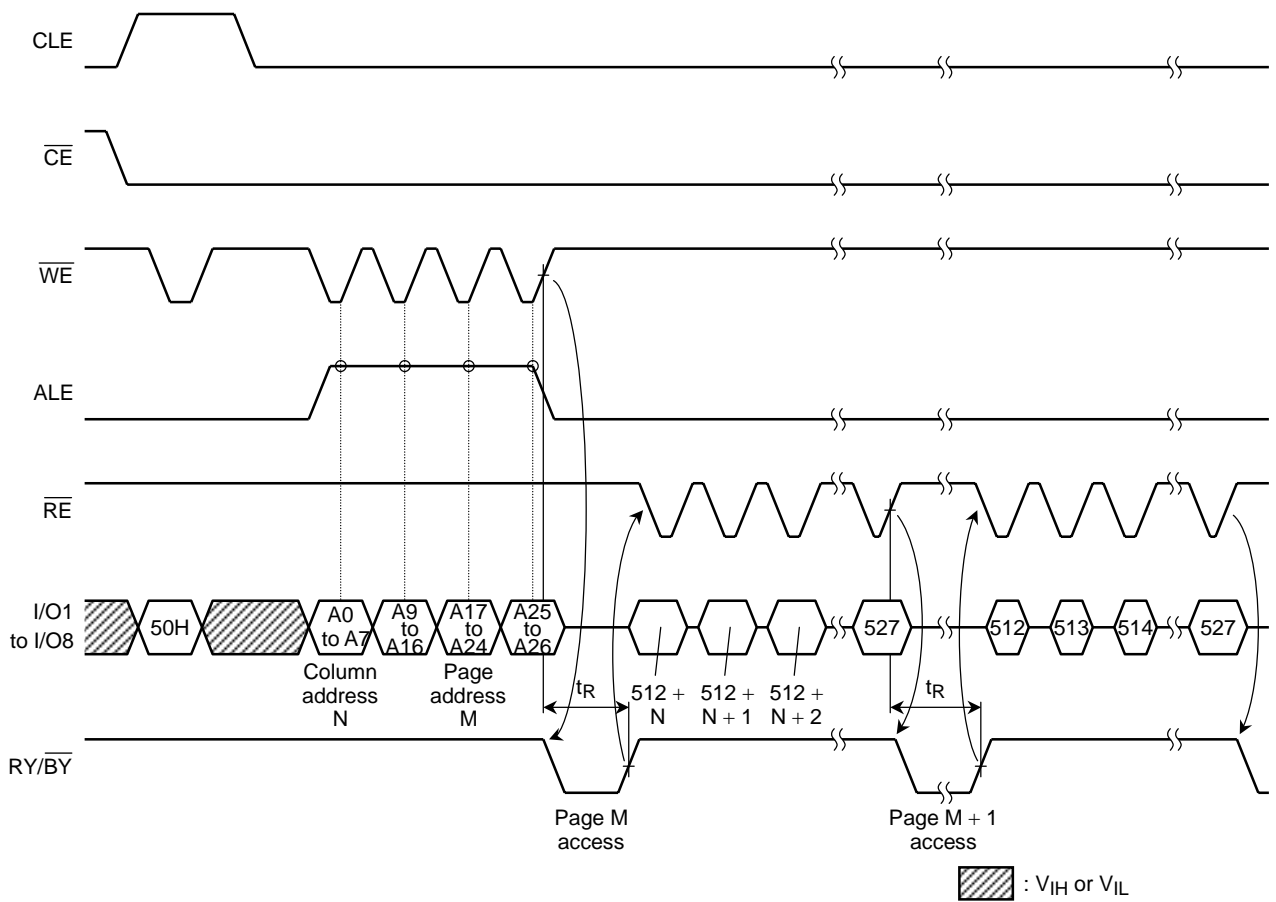 CLE
CE
WE
ALE
RE
I/O1
to I/O8
50H
A0
to A7
A9
to
A16
A17
to
A24
A25
to
A26
527
512
513
514
527
Column
address
N
Page
address
M
tR
512 +
N
512 +
N + 1
512 +
N + 2
tR
RY/BY
Page M
access
Page M + 1
access
: VIH or VIL